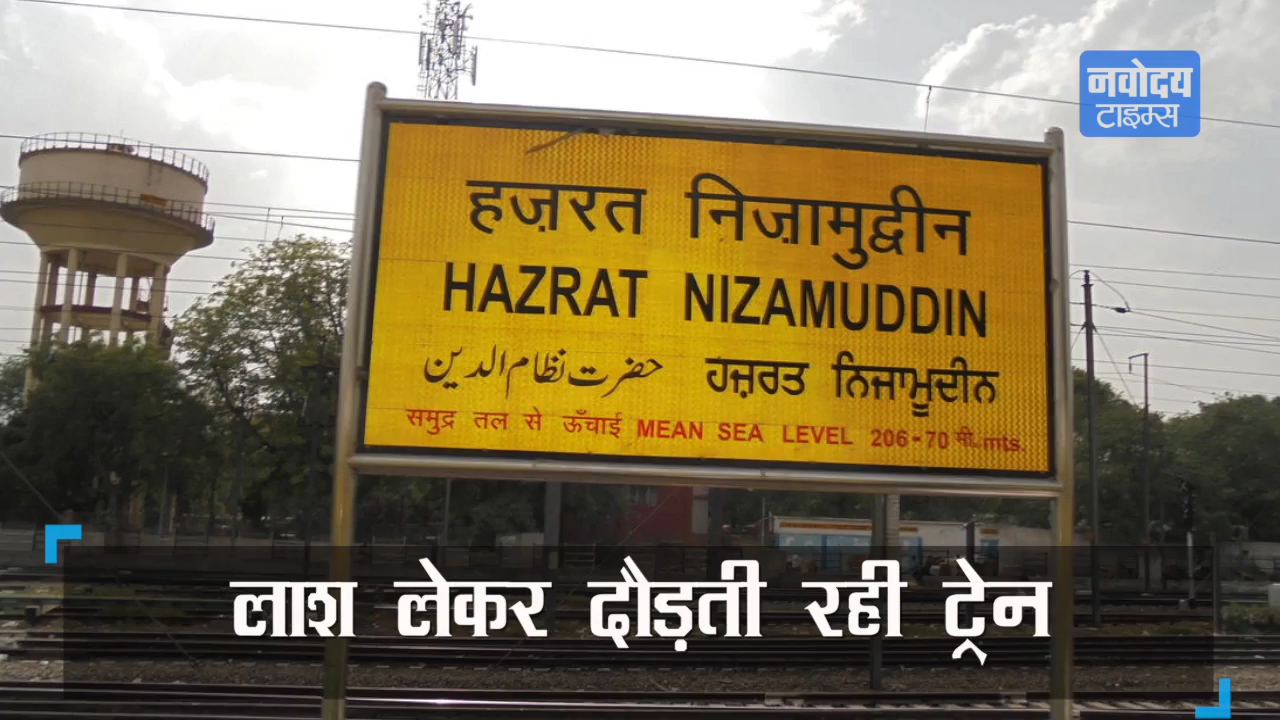 नवोदय
टाइम्स
हज़रत निज़ामुद्दीन
HAZRAT NIZAMUDDIN
حضرت نظام الدین ਹਜ਼ਰਤ ਨਿਜਾਮੂਦੀਨ
समुद्र तल से ऊँचाई MEAN SEA LEVEL 206-70 मी. mts.
लाश लेकर दौड़ती रही ट्रेन